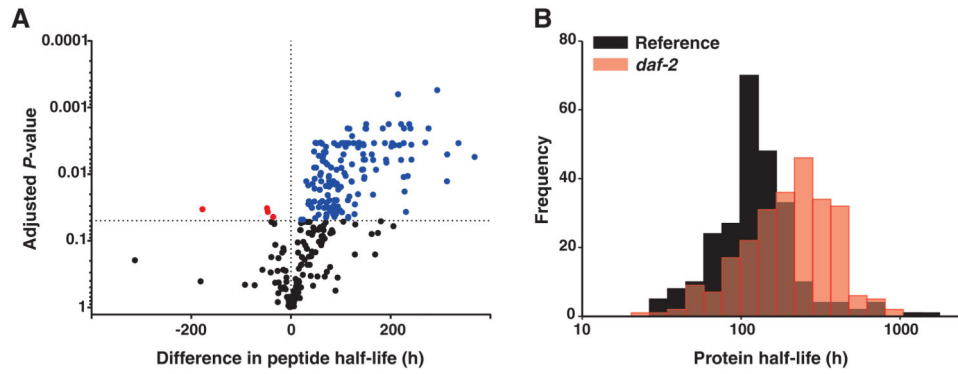 A
Adjusted P-value
0.0001
0.001
0.01
0.1
1
-200
0
200
Difference in peptide half-life (h)
B
Reference
daf-2
Frequency
80
60
40
20
0
10
100
1000
Protein half-life (h)